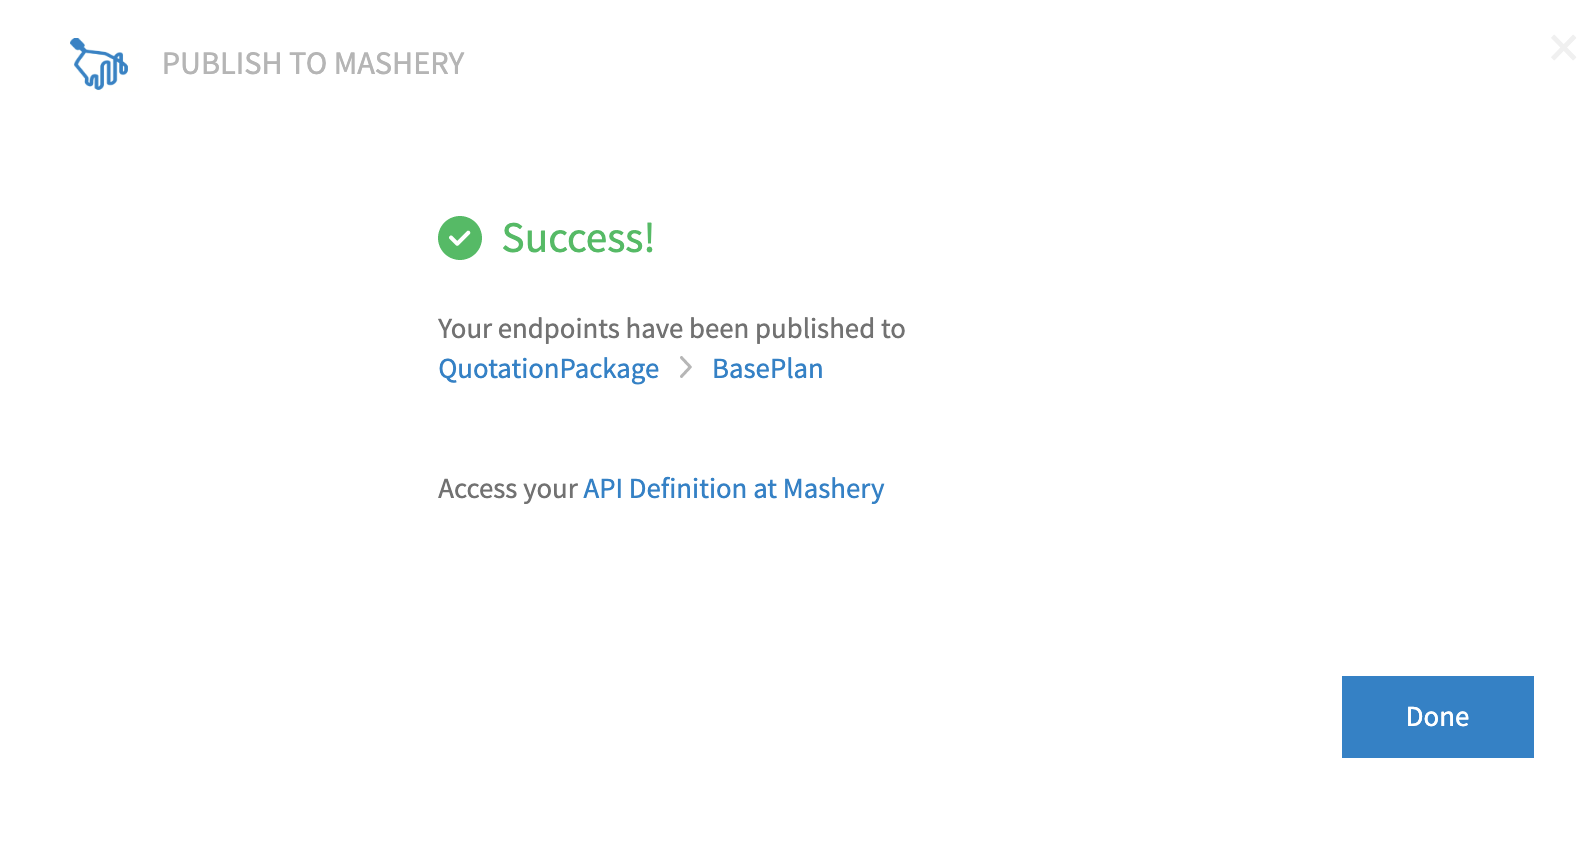 PUBLISH TO MASHERY
Success!
Your endpoints have been published to
QuotationPackage > BasePlan
Access your API Definition at Mashery
Done